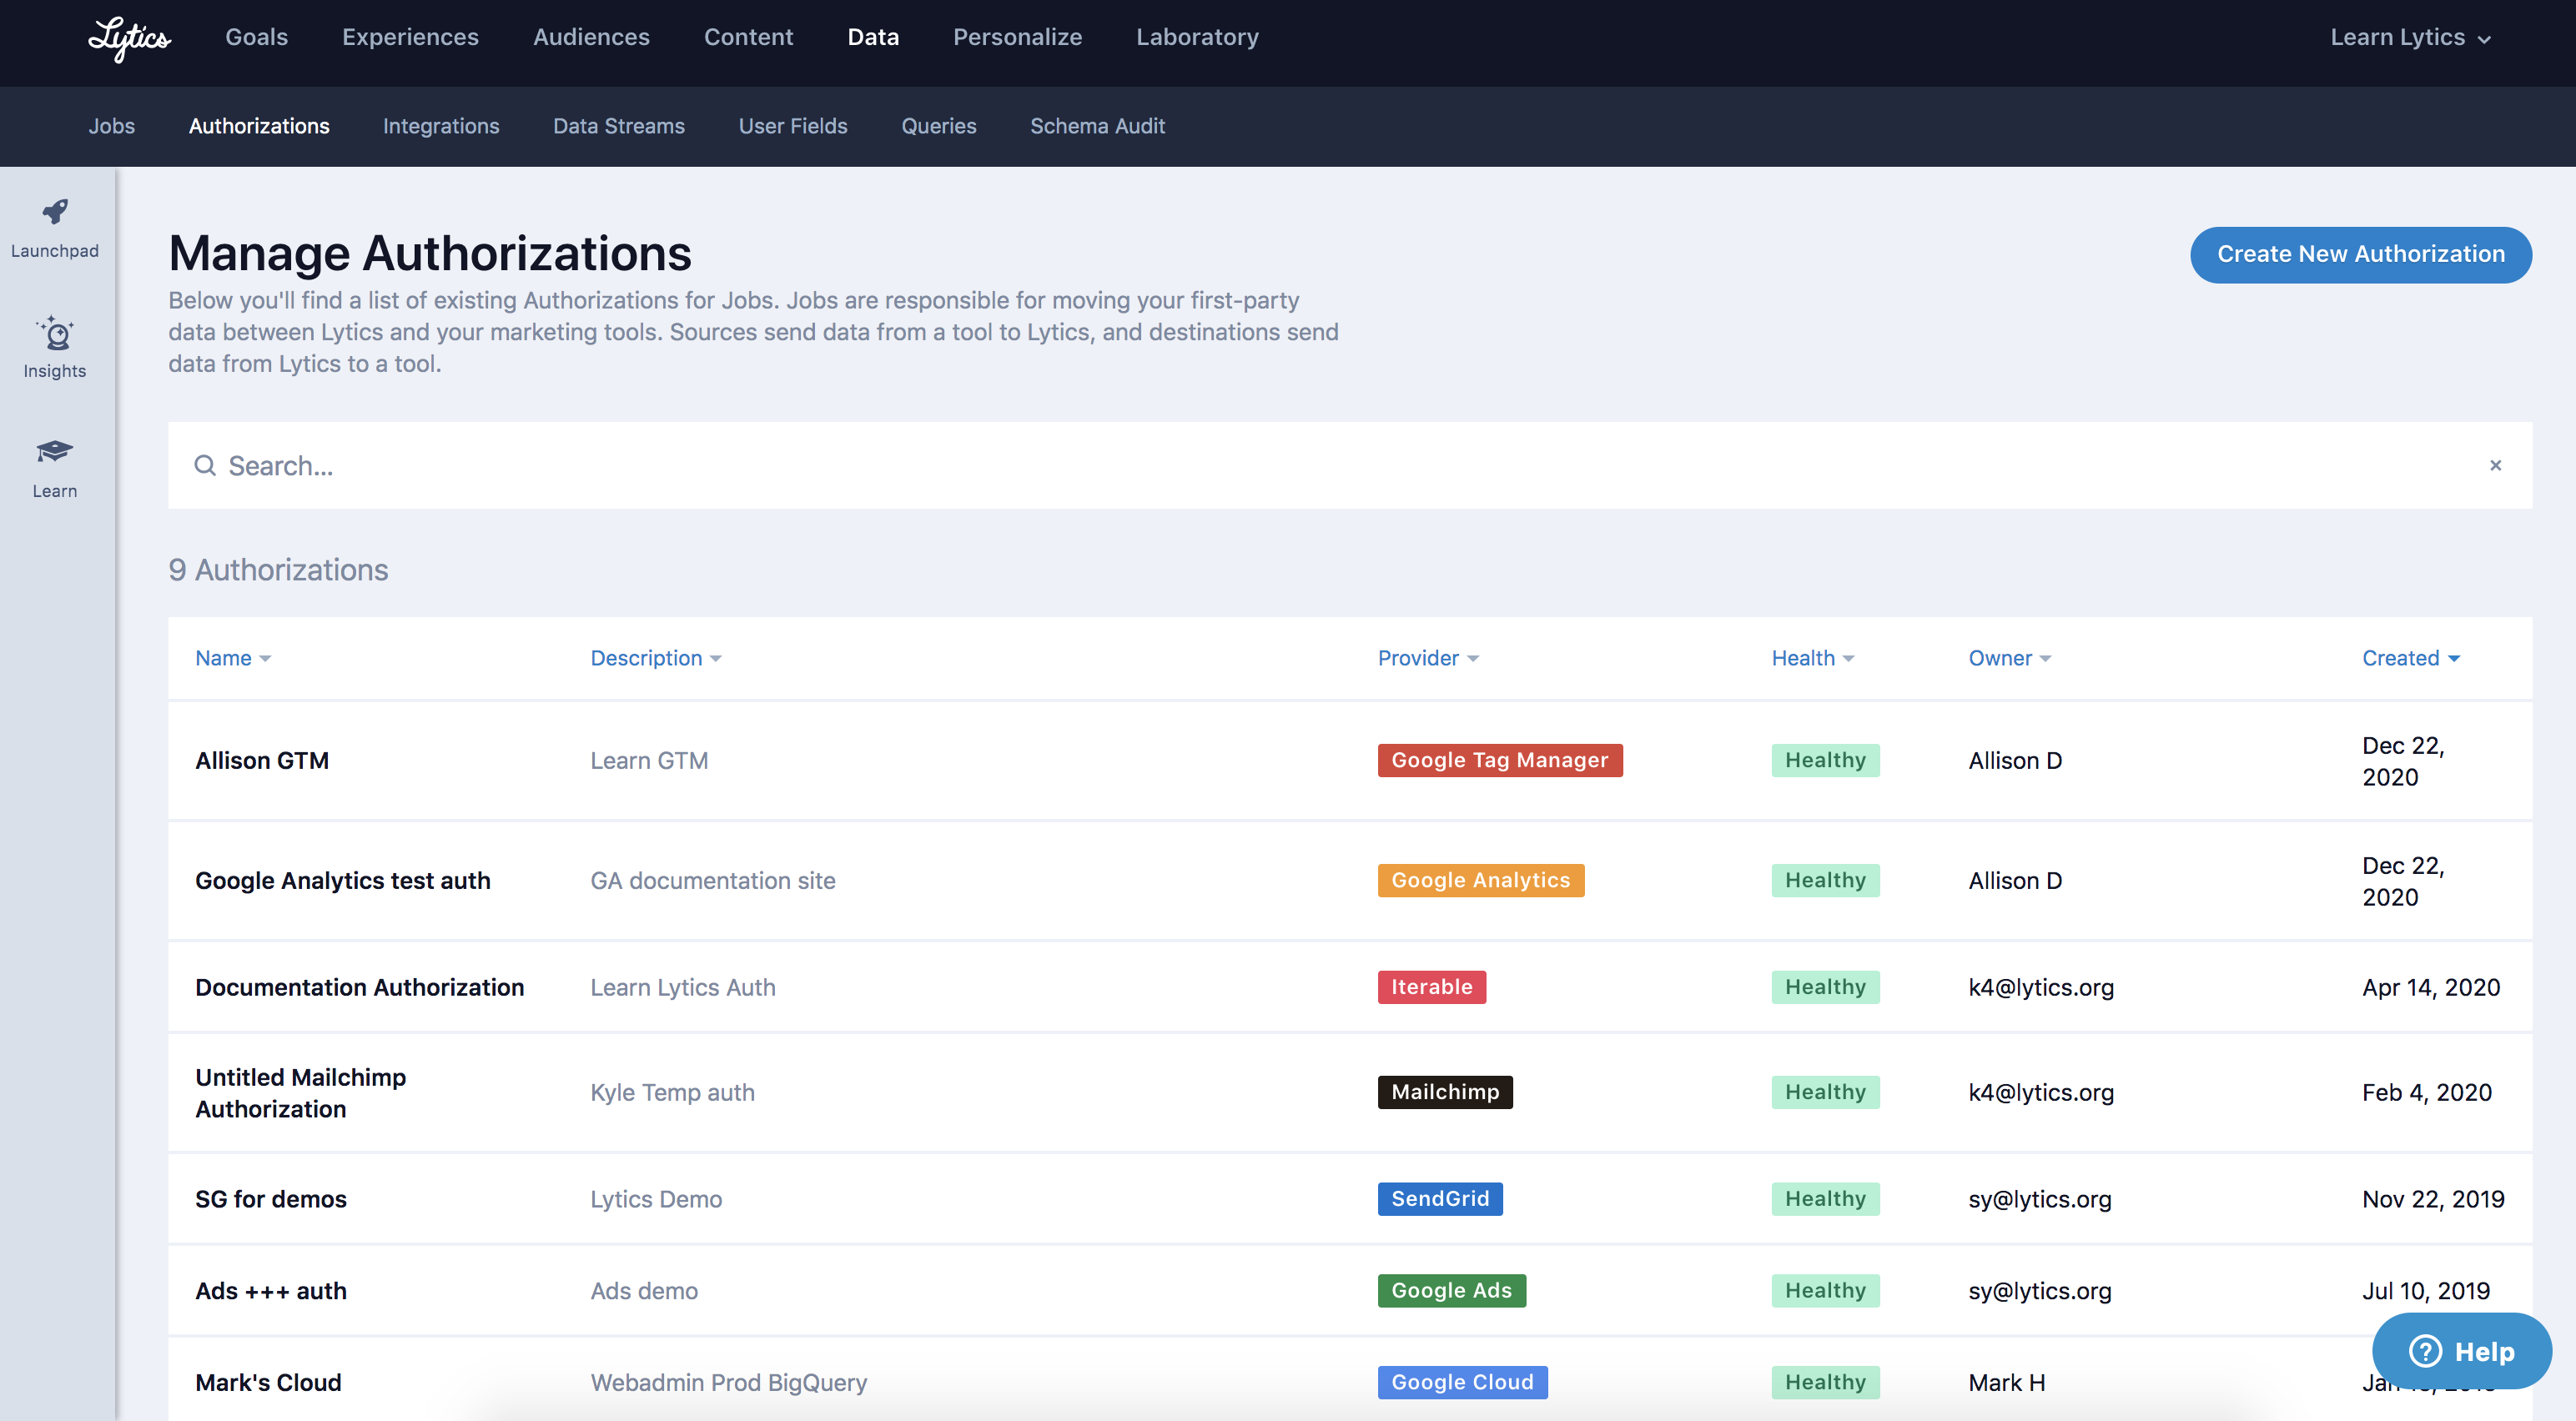 Lytics Goals Experiences Audiences Content Data Personalize Laboratory Learn Lytics
Jobs Authorizations Integrations Data Streams User Fields Queries Schema Audit
Launchpad
Insights
Learn
Manage Authorizations
Create New Authorization
Below you'll find a list of existing Authorizations for Jobs. Jobs are responsible for moving your first-party
data between Lytics and your marketing tools. Sources send data from a tool to Lytics, and destinations send
data from Lytics to a tool.
Search...
9 Authorizations
Name Description Provider Health Owner Created
Allison GTM Learn GTM Google Tag Manager Healthy Allison D Dec 22,
2020
Google Analytics test auth GA documentation site Google Analytics Healthy Allison D Dec 22,
2020
Documentation Authorization Learn Lytics Auth Iterable Healthy k4@lytics.org Apr 14, 2020
Untitled Mailchimp
Authorization Kyle Temp auth Mailchimp Healthy k4@lytics.org Feb 4, 2020
SG for demos Lytics Demo SendGrid Healthy sy@lytics.org Nov 22, 2019
Ads +++ auth Ads demo Google Ads Healthy sy@lytics.org Jul 10, 2019
Mark's Cloud Webadmin Prod BigQuery Google Cloud Healthy Mark H Jan
Help